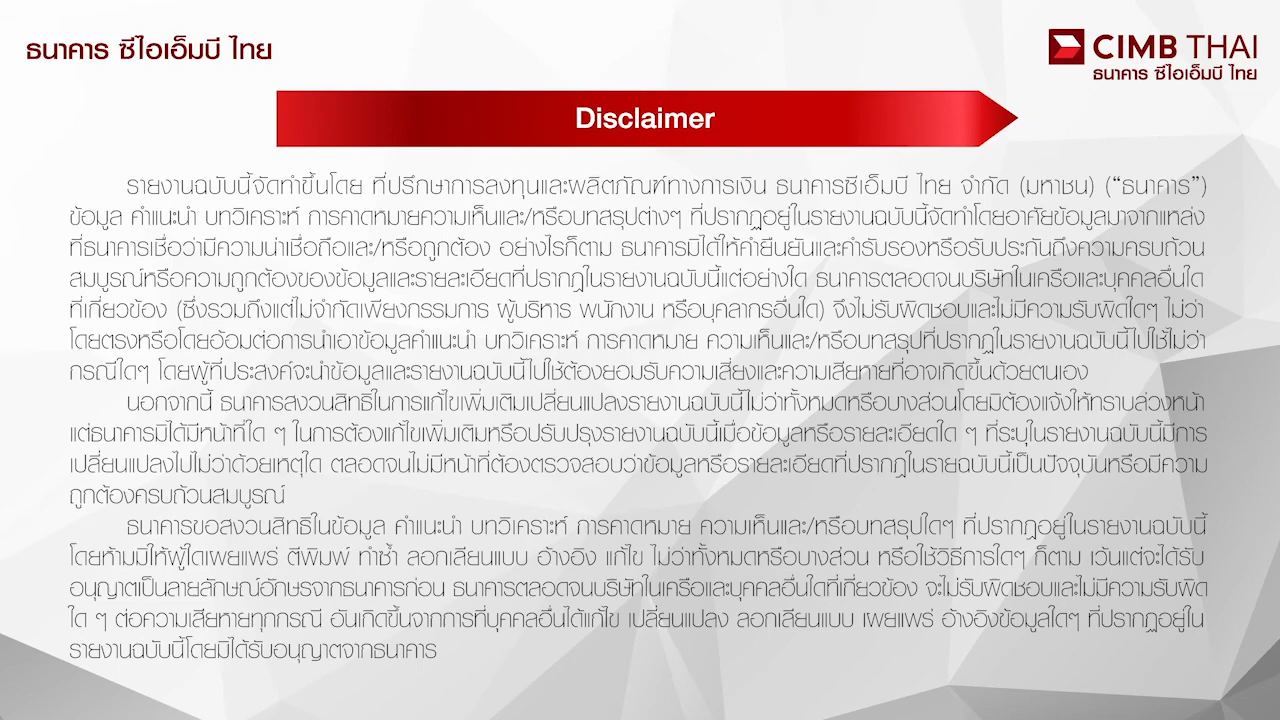 ธนาคาร ซีไอเอ็มบี ไทย
CIMB THAI
ธนาคาร ซีไอเอ็มบี ไทย
Disclaimer
รายงานฉบับนี้จัดทำขึ้นโดย ที่ปรึกษาการลงทุนและผลิตภัณฑ์ทางการเงิน ธนาคารซีเอ็มบี ไทย จำกัด (มหาชน) (“ธนาคาร”)
ข้อมูล คำแนะนำ บทวิเคราะห์ การคาดหมายความเห็นและ/หรือบทสรุปต่างๆ ที่ปรากฏอยู่ในรายงานฉบับนี้จัดทำโดยอาศัยข้อมูลมาจากแหล่ง
ที่ธนาคารเชื่อว่ามีความน่าเชื่อถือและ/หรือถูกต้อง อย่างไรก็ตาม ธนาคารมิได้ให้คำยืนยันและคำรับรองหรือรับประกันถึงความครบถ้วน
สมบูรณ์หรือความถูกต้องของข้อมูลและรายละเอียดที่ปรากฏในรายงานฉบับนี้แต่อย่างใด ธนาคารตลอดจนบริษัทในเครือและบุคคลอื่นใด
ที่เกี่ยวข้อง (ซึ่งรวมถึงแต่ไม่จำกัดเพียงกรรมการ ผู้บริหาร พนักงาน หรือบุคลากรอื่นใด) จึงไม่รับผิดชอบและไม่มีความรับผิดใดๆ ไม่ว่า
โดยตรงหรือโดยอ้อมต่อการนำเอาข้อมูลคำแนะนำ บทวิเคราะห์ การคาดหมาย ความเห็นและ/หรือบทสรุปที่ปรากฏในรายงานฉบับนี้ไปใช้ไม่ว่า
กรณีใดๆ โดยผู้ที่ประสงค์จะนำข้อมูลและรายงานฉบับนี้ไปใช้ต้องยอมรับความเสี่ยงและความเสียหายที่อาจเกิดขึ้นด้วยตนเอง
นอกจากนี้ ธนาคารสงวนสิทธิในการแก้ไขเพิ่มเติมเปลี่ยนแปลงรายงานฉบับนี้ไม่ว่าทั้งหมดหรือบางส่วนโดยมิต้องแจ้งให้ทราบล่วงหน้า
แต่ธนาคารมิได้มีหน้าที่ใด ๆ ในการต้องแก้ไขเพิ่มเติมหรือปรับปรุงรายงานฉบับนี้เมื่อข้อมูลหรือรายละเอียดใด ๆ ที่ระบุในรายงานฉบับนี้มีการ
เปลี่ยนแปลงไปไม่ว่าด้วยเหตุใด ตลอดจนไม่มีหน้าที่ต้องตรวจสอบว่าข้อมูลหรือรายละเอียดที่ปรากฏในรายฉบับนี้เป็นปัจจุบันหรือมีความ
ถูกต้องครบถ้วนสมบูรณ์
ธนาคารขอสงวนสิทธิในข้อมูล คำแนะนำ บทวิเคราะห์ การคาดหมาย ความเห็นและ/หรือบทสรุปใดๆ ที่ปรากฏอยู่ในรายงานฉบับนี้
โดยห้ามมิให้ผู้ใดเผยแพร่ ตีพิมพ์ ทำซ้ำ ลอกเลียนแบบ อ้างอิง แก้ไข ไม่ว่าทั้งหมดหรือบางส่วน หรือใช้วิธีการใดๆ ก็ตาม เว้นแต่จะได้รับ
อนุญาตเป็นลายลักษณ์อักษรจากธนาคารก่อน ธนาคารตลอดจนบริษัทในเครือและบุคคลอื่นใดที่เกี่ยวข้อง จะไม่รับผิดชอบและไม่มีความรับผิด
ใด ๆ ต่อความเสียหายทุกกรณี อันเกิดขึ้นจากการที่บุคคลอื่นได้แก้ไข เปลี่ยนแปลง ลอกเลียนแบบ เผยแพร่ อ้างอิงข้อมูลใดๆ ที่ปรากฏอยู่ใน
รายงานฉบับนี้โดยมิได้รับอนุญาตจากธนาคาร